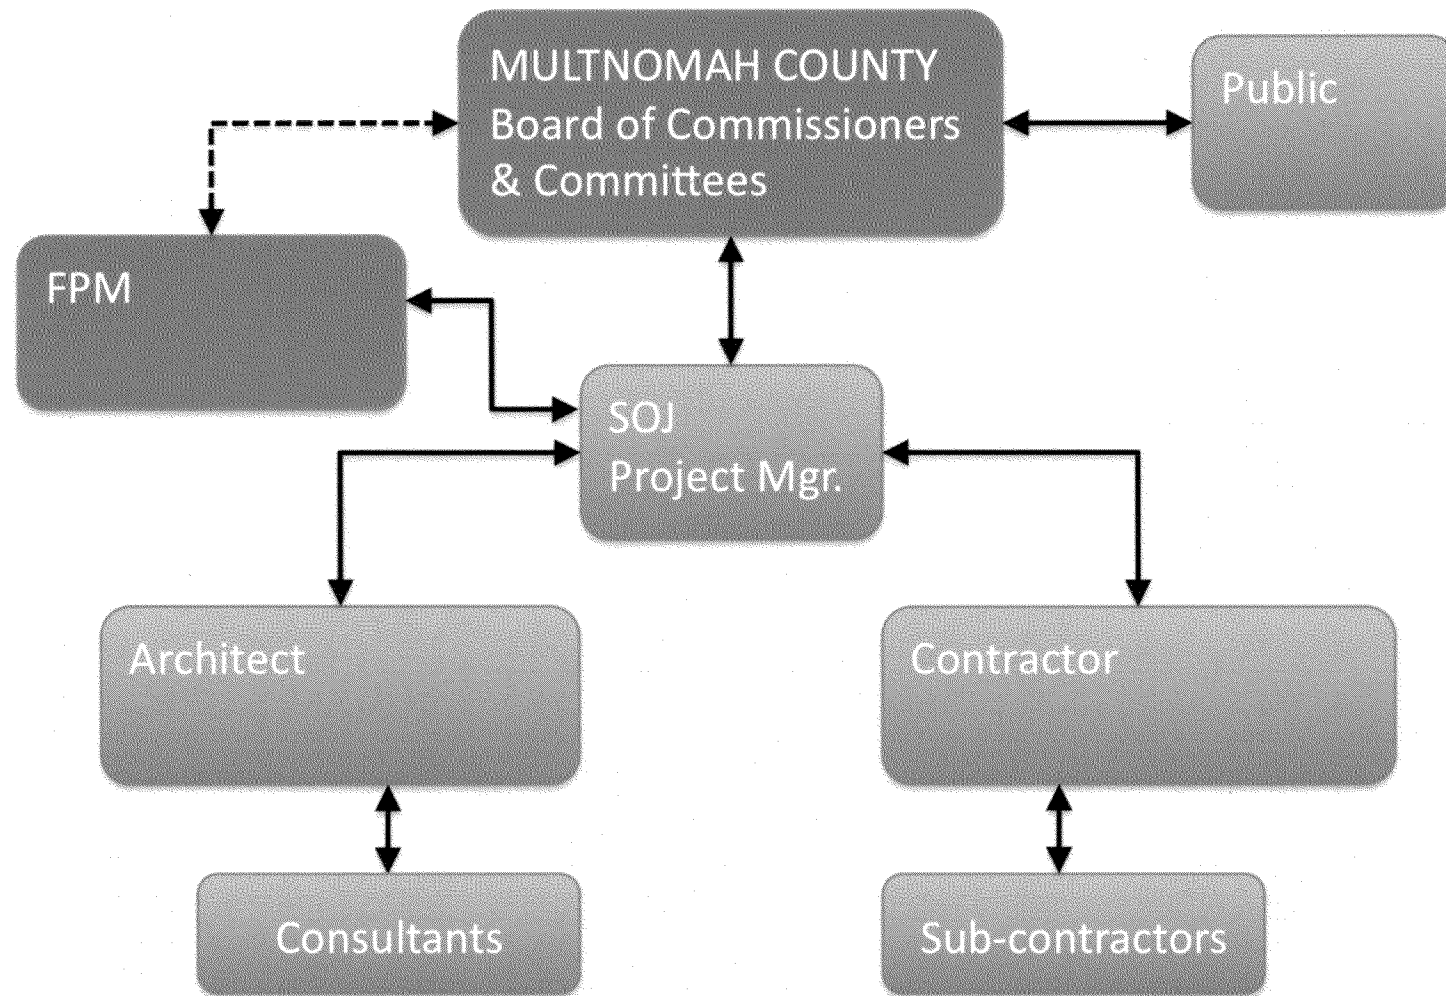 MULTNOMAH COUNTY
Board of Commissioners
& Committees
Public
FPM
SOJ
Project Mgr.
Architect
Contractor
Consultants
Sub-contractors